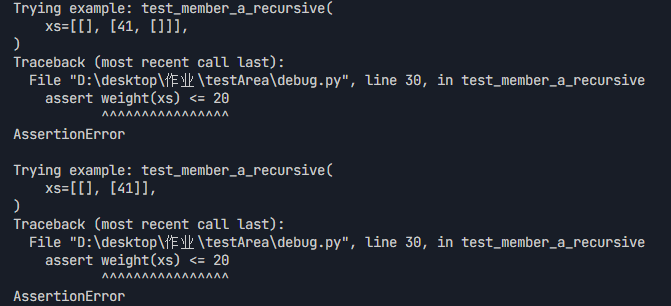 Trying example: test_member_a_recursive(
    xs=[[], [41, []]],
)
Traceback (most recent call last):
  File "D:\desktop\作业\testArea\debug.py", line 30, in test_member_a_recursive
    assert weight(xs) <= 20
           ^^^^^^^^^^^^^^^^
AssertionError

Trying example: test_member_a_recursive(
    xs=[[], [41]],
)
Traceback (most recent call last):
  File "D:\desktop\作业\testArea\debug.py", line 30, in test_member_a_recursive
    assert weight(xs) <= 20
           ^^^^^^^^^^^^^^^^
AssertionError